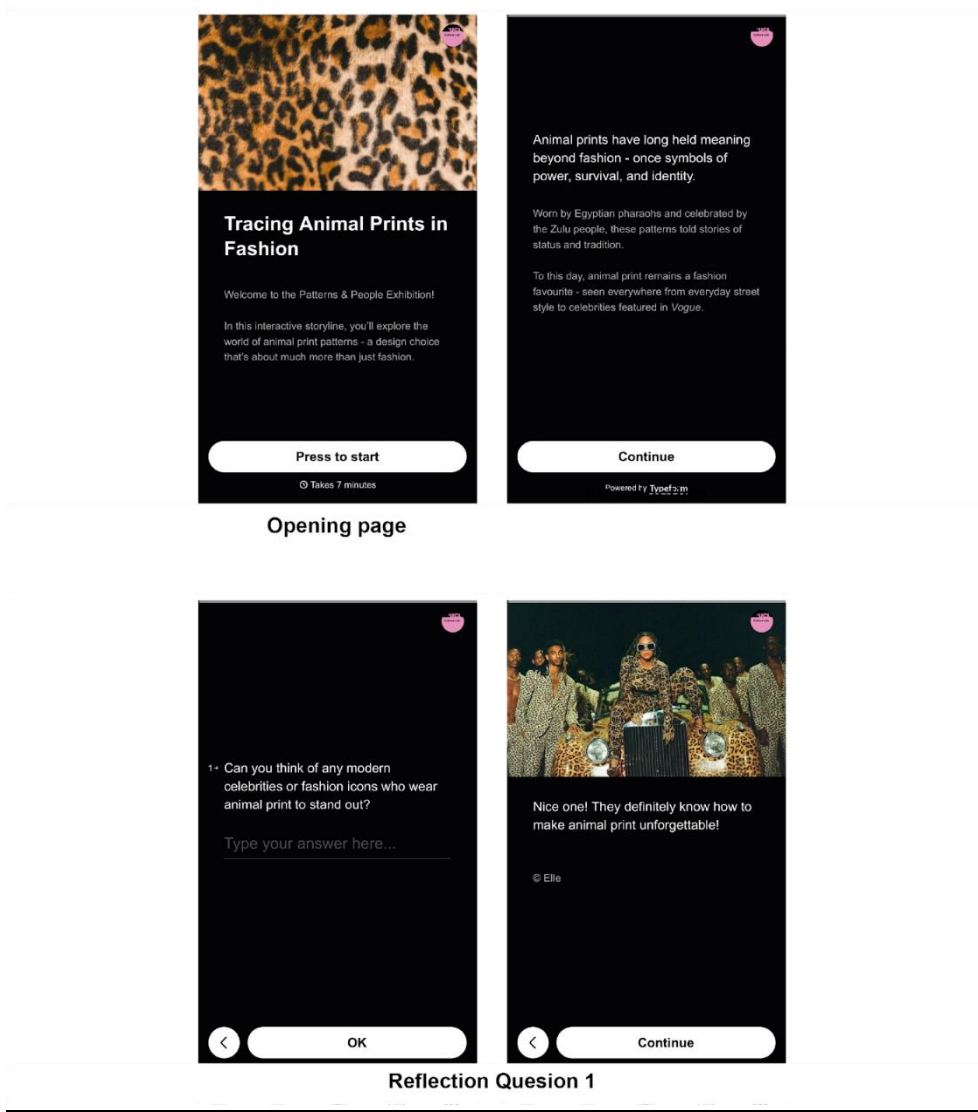 Tracing Animal Prints in
Fashion
Welcome to the Patterns & People Exhibition!
In this interactive storyline, you'll explore the
world of animal print patterns - a design choice
that's about much more than just fashion.
Press to start
Takes 7 minutes
Animal prints have long held meaning
beyond fashion - once symbols of
power, survival, and identity.
Worn by Egyptian pharaohs and celebrated by
the Zulu people, these patterns told stories of
status and tradition.
To this day, animal print remains a fashion
favourite - seen everywhere from everyday street
style to celebrities featured in Vogue.
Continue
Powered by Typeform
Opening page
1→ Can you think of any modern
celebrities or fashion icons who wear
animal print to stand out?
Type your answer here...
OK
Nice one! They definitely know how to
make animal print unforgettable!
© Elle
Continue
Reflection Quesion 1